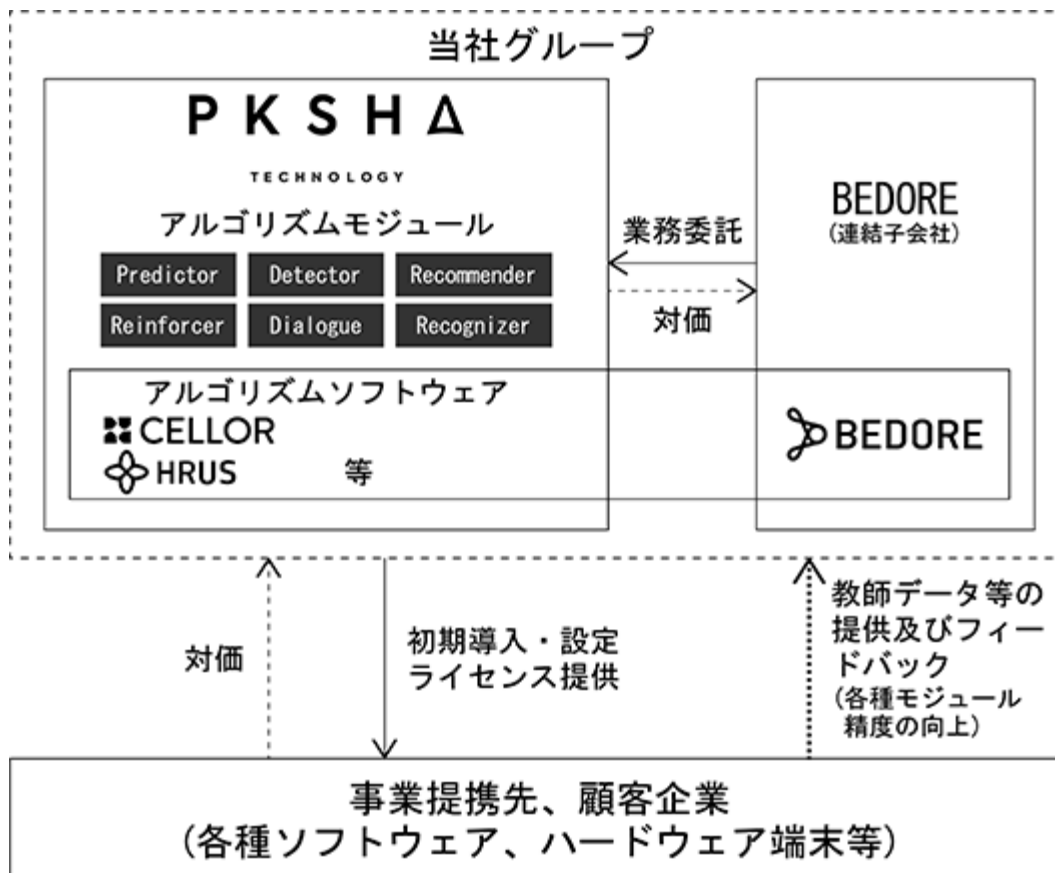 当社グループ
PKSHA
TECHNOLOGY
アルゴリズムモジュール
Predictor
Detector
Recommender
Reinforcer
Dialogue
Recognizer
業務委託
対価
BEDORE
(連結子会社)
アルゴリズムソフトウェア
CELLOR
HRUS
等
BEDORE
対価
初期導入・設定
ライセンス提供
教師データ等の
提供及びフィー
ドバック
(各種モジュール
精度の向上)
事業提携先、顧客企業
(各種ソフトウェア、ハードウェア端末等)